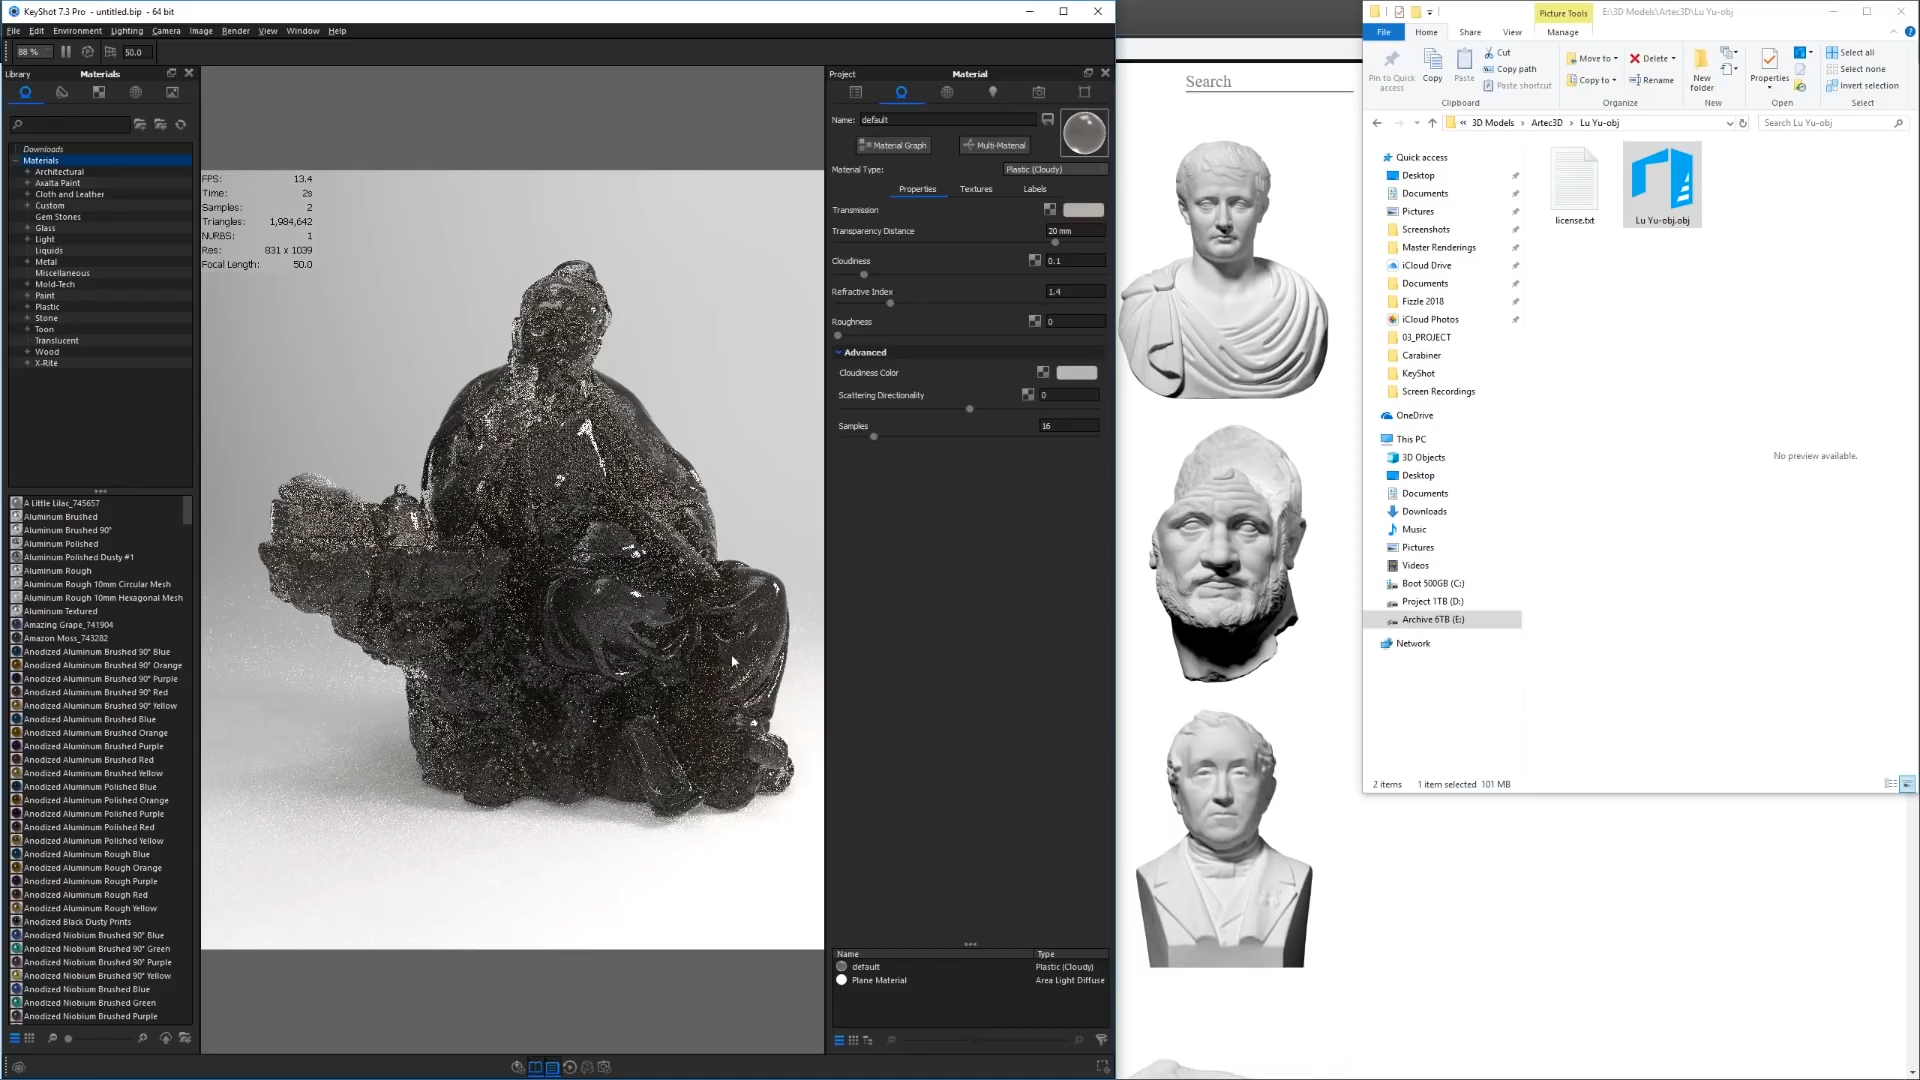 KeyShot 7.3 Pro - untitled.bip - 64 bit
File Edit Environment Lighting Camera Image Render View Window Help
88 % 50.0
Library Materials
Downloads
Materials
Architectural
Axalta Paint
Cloth and Leather
Custom
Gem Stones
Glass
Light
Liquids
Metal
Miscellaneous
Mold-Tech
Paint
Plastic
Stone
Toon
Translucent
Wood
X-Rite
A Little Lilac_745657
Aluminum Brushed
Aluminum Brushed 90°
Aluminum Polished
Aluminum Polished Dusty #1
Aluminum Rough
Aluminum Rough 10mm Circular Mesh
Aluminum Rough 10mm Hexagonal Mesh
Aluminum Textured
Amazing Grape_741904
Amazon Moss_743282
Anodized Aluminum Brushed 90° Blue
Anodized Aluminum Brushed 90° Orange
Anodized Aluminum Brushed 90° Purple
Anodized Aluminum Brushed 90° Red
Anodized Aluminum Brushed 90° Yellow
Anodized Aluminum Brushed Blue
Anodized Aluminum Brushed Orange
Anodized Aluminum Brushed Purple
Anodized Aluminum Brushed Red
Anodized Aluminum Brushed Yellow
Anodized Aluminum Polished Blue
Anodized Aluminum Polished Orange
Anodized Aluminum Polished Purple
Anodized Aluminum Polished Red
Anodized Aluminum Polished Yellow
Anodized Aluminum Rough Blue
Anodized Aluminum Rough Orange
Anodized Aluminum Rough Purple
Anodized Aluminum Rough Red
Anodized Aluminum Rough Yellow
Anodized Black Dusty Prints
Anodized Niobium Brushed 90° Blue
Anodized Niobium Brushed 90° Green
Anodized Niobium Brushed 90° Purple
Anodized Niobium Brushed 90° Yellow
Anodized Niobium Brushed Blue
Anodized Niobium Brushed Green
Anodized Niobium Brushed Purple
FPS: 13.4
Time: 2s
Samples: 2
Triangles: 1,984,642
NURBS: 1
Res: 831 x 1039
Focal Length: 50.0
Project Material
Name: default
Material Graph Multi-Material
Material Type: Plastic (Cloudy)
Properties Textures Labels
Transmission
Transparency Distance 20 mm
Cloudiness 0.1
Refractive Index 1.4
Roughness 0
Advanced
Cloudiness Color
Scattering Directionality 0
Samples 16
Name Type
default Plastic (Cloudy)
Plane Material Area Light Diffuse
Search
Picture Tools E:\3D Models\Artec3D\Lu Yu-obj
File Home Share View Manage
Pin to Quick access
Copy
Paste
Cut
Copy path
Paste shortcut
Move to
Copy to
Delete
Rename
New folder
Properties
Select all
Select none
Invert selection
Clipboard Organize New Open Select
« 3D Models > Artec3D > Lu Yu-obj
Search Lu Yu-obj
Quick access
Desktop
Documents
Pictures
Screenshots
Master Renderings
iCloud Drive
Documents
Fizzle 2018
iCloud Photos
03_PROJECT
Carabiner
KeyShot
Screen Recordings
OneDrive
This PC
3D Objects
Desktop
Documents
Downloads
Music
Pictures
Videos
Boot 500GB (C:)
Project 1TB (D:)
Archive 6TB (E:)
Network
license.txt
Lu Yu-obj.obj
No preview available.
2 items 1 item selected 101 MB